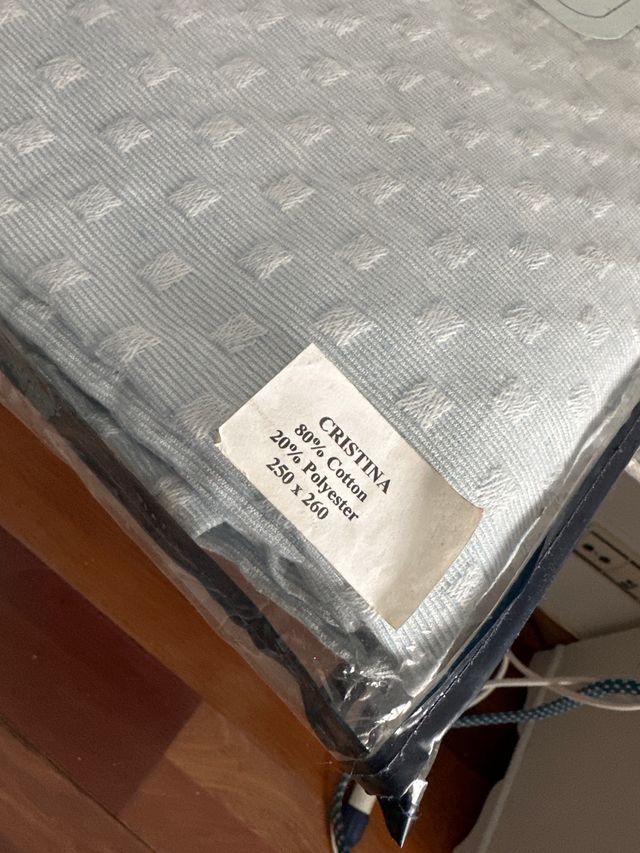 CRISTINA
80% Cotton
20% Polyester
250 x 260